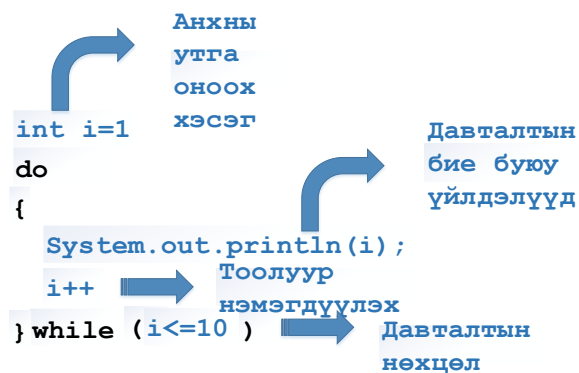 Анхны
утга
оноох
хэсэг
int i=1
do
{
System.out.println(i);
Давталтын
бие буюу
үйлдэлүүд
i++
Тоолуур
нэмэгдүүлэх
} while (i<=10 )
Давталтын
нөхцөл